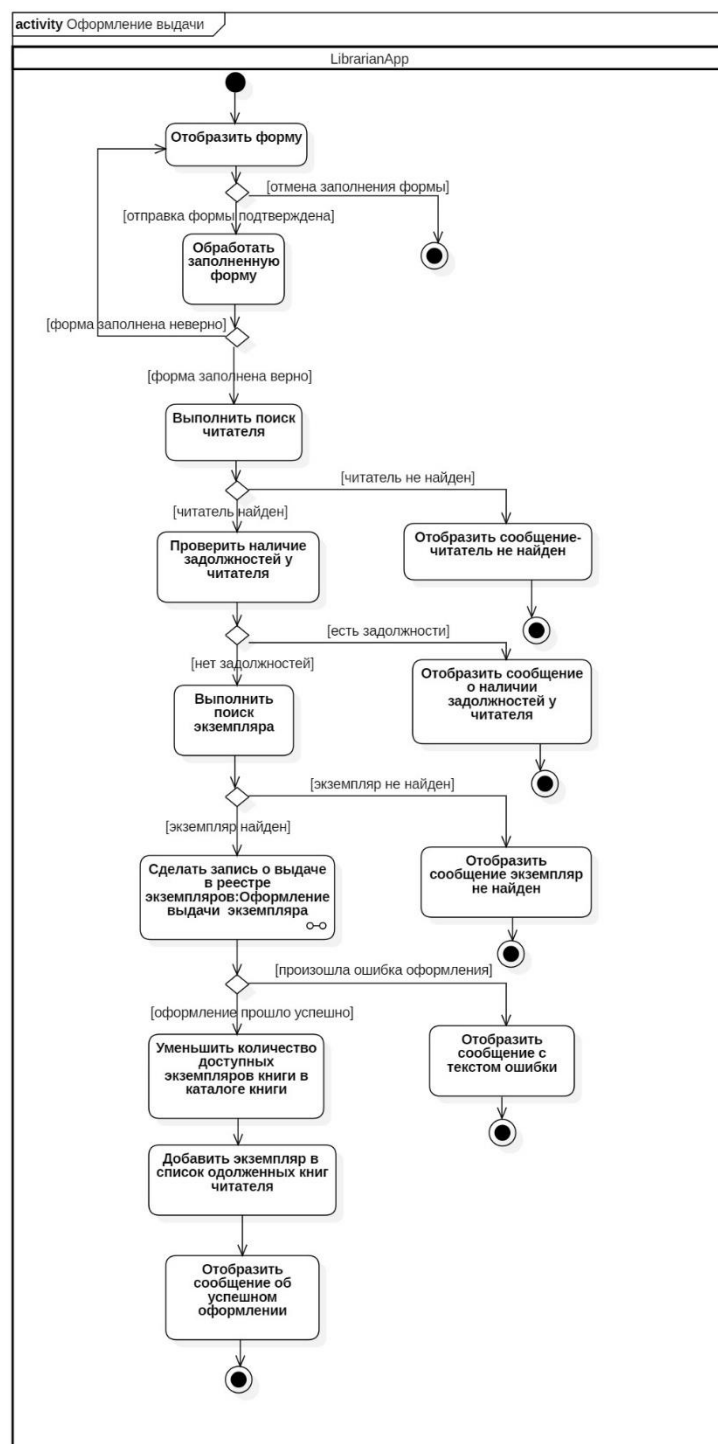 activity Оформление выдачи
LibrarianApp
Отобразить форму
[отмена заполнения формы]
[отправка формы подтверждена]
Обработать
заполненную
форму
[форма заполнена неверно]
[форма заполнена верно]
Выполнить поиск
читателя
[читатель не найден]
[читатель найден]
Отобразить сообщение-
читатель не найден
Проверить наличие
задолжностей у
читателя
[есть задолжности]
[нет задолжностей]
Отобразить сообщение
о наличии
задолжностей у
читателя
Выполнить
поиск
экземпляра
[экземпляр не найден]
[экземпляр найден]
Отобразить
сообщение экземпляр
не найден
Сделать запись о выдаче
в реестре
экземпляров:Оформление
выдачи экземпляра
[произошла ошибка оформления]
[оформление прошло успешно]
Отобразить
сообщение с
текстом ошибки
Уменьшить количество
доступных
экземпляров книги в
каталоге книги
Добавить экземпляр в
список одолженных книг
читателя
Отобразить
сообщение об
успешном
оформлении